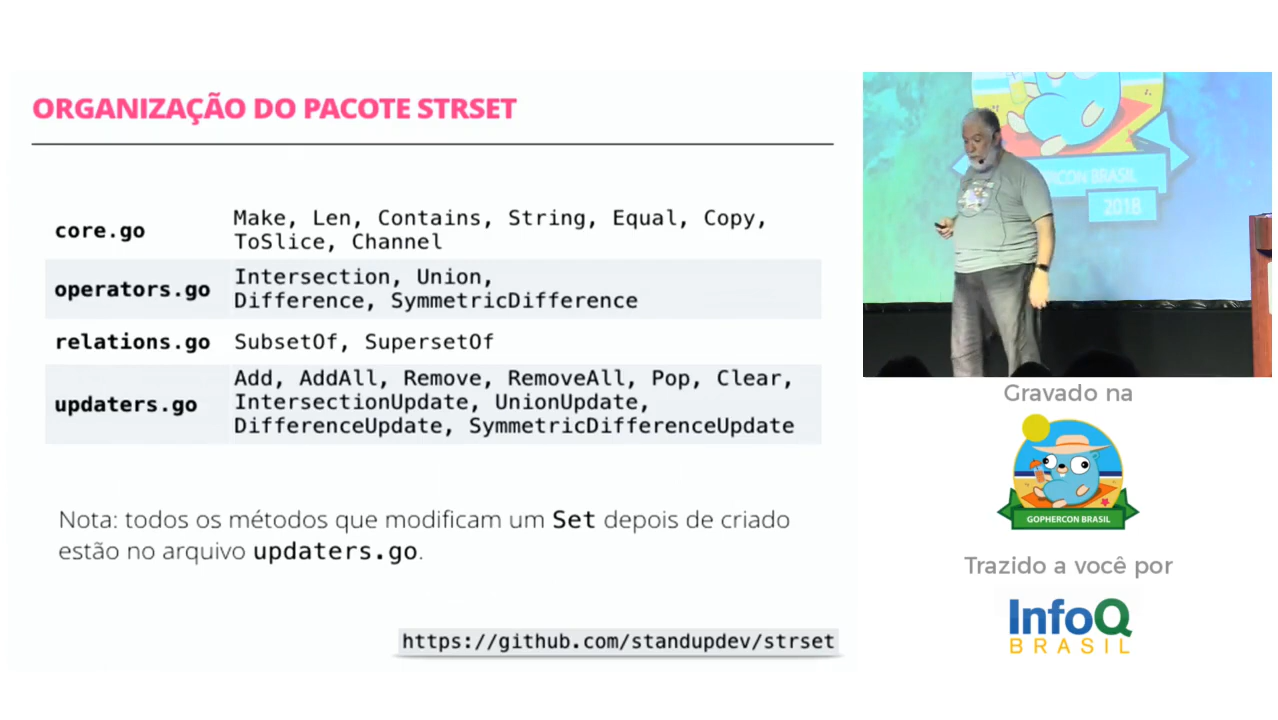 ORGANIZAÇÃO DO PACOTE STRSET
core.go
Make, Len, Contains, String, Equal, Copy,
ToSlice, Channel
operators.go
Intersection, Union,
Difference, SymmetricDifference
relations.go
SubsetOf, SupersetOf
updaters.go
Add, AddAll, Remove, RemoveAll, Pop, Clear,
IntersectionUpdate, UnionUpdate,
DifferenceUpdate, SymmetricDifferenceUpdate
Nota: todos os métodos que modificam um Set depois de criado
estão no arquivo updaters.go.
https://github.com/standupdev/strset
BRASIL
2018
Gravado na
GOPHERCON BRASIL
Trazido a você por
InfoQ
BRASIL